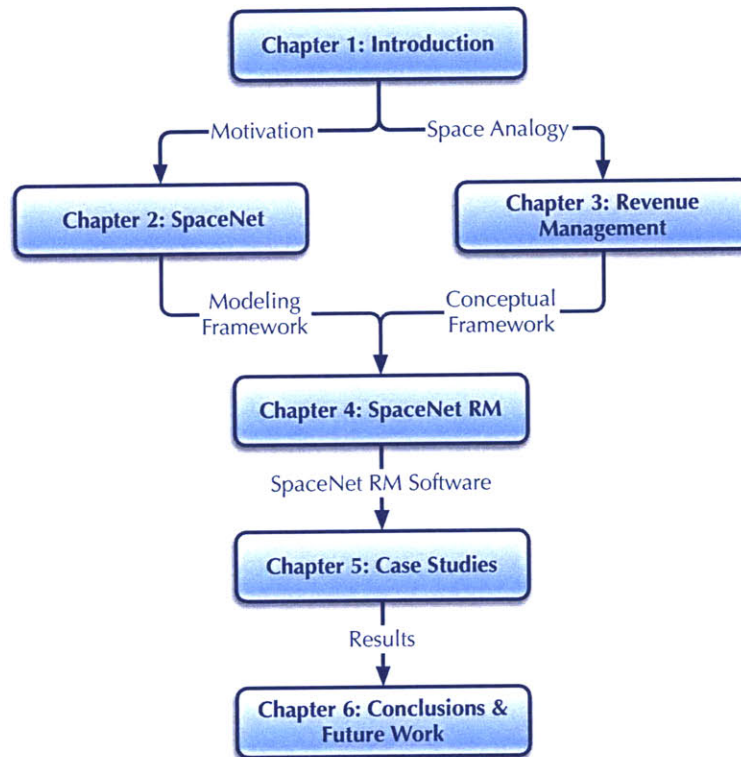 Chapter 1: Introduction
Motivation
Space Analogy
Chapter 2: SpaceNet
Chapter 3: Revenue
Management
Modeling
Framework
Conceptual
Framework
Chapter 4: SpaceNet RM
SpaceNet RM Software
Chapter 5: Case Studies
Results
Chapter 6: Conclusions &
Future Work